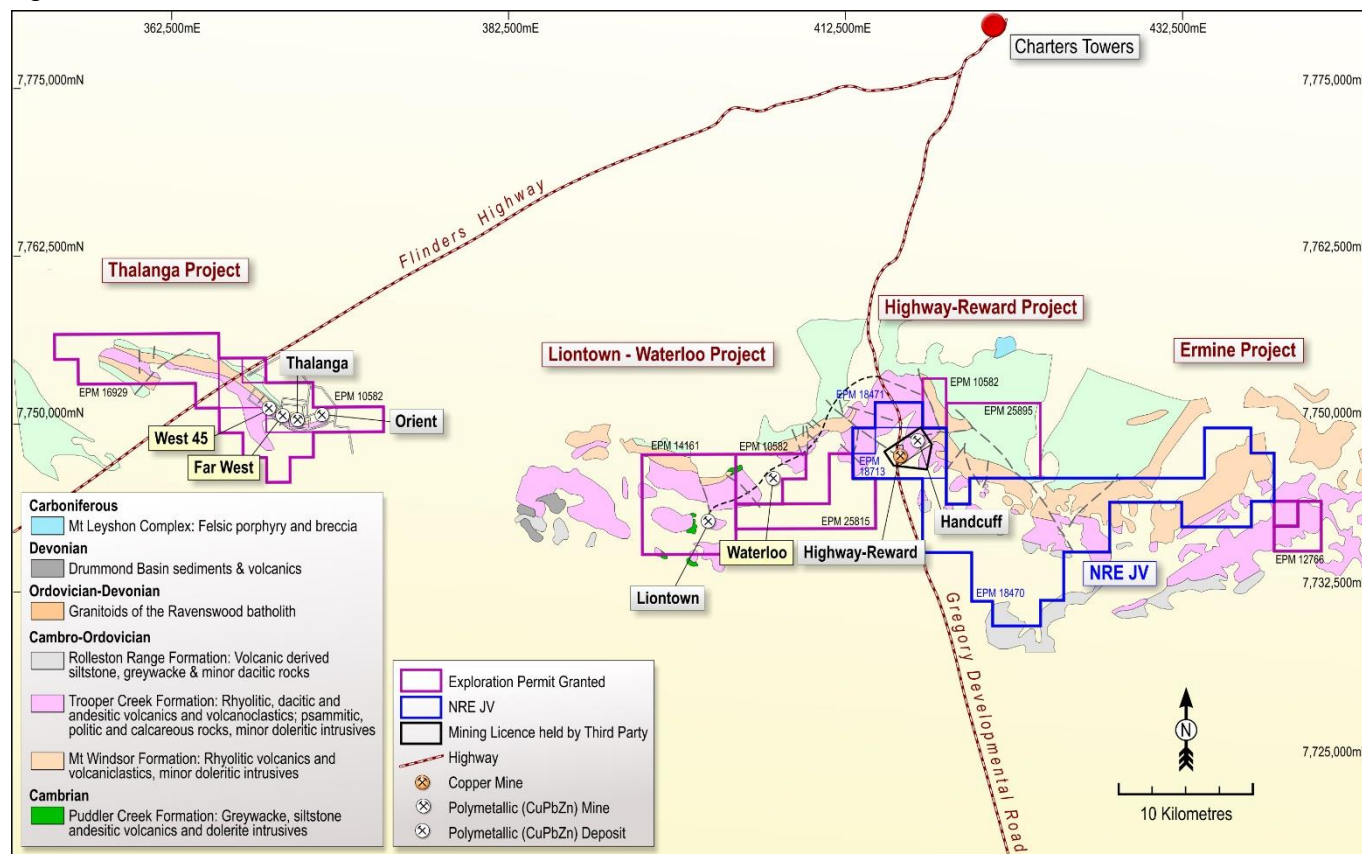 362,500mE
382,500mE
412,500mE
432,500mE
Charters Towers
7,775,000mN
7,775,000mN
Flinders Highway
7,762,500mN
7,762,500mN
Thalanga Project
Highway-Reward Project
Liontown - Waterloo Project
Ermine Project
Thalanga
EPM 16929
EPM 10582
Orient
West 45
Far West
EPM 18471
EPM 10582
EPM 25895
7,750,000mN
7,750,000mN
EPM 14161
EPM 10582
EPM
18713
EPM 25815
Handcuff
Waterloo
Highway-Reward
Liontown
NRE JV
EPM 12766
EPM 18470
7,732,500mN
Gregory Developmental Road
7,725,000mN
Carboniferous
Mt Leyshon Complex: Felsic porphyry and breccia
Devonian
Drummond Basin sediments & volcanics
Ordovician-Devonian
Granitoids of the Ravenswood batholith
Cambro-Ordovician
Rolleston Range Formation: Volcanic derived
siltstone, greywacke & minor dacitic rocks
Trooper Creek Formation: Rhyolitic, dacitic and
andesitic volcanics and volcanoclastics; psammitic,
politic and calcareous rocks, minor doleritic intrusives
Mt Windsor Formation: Rhyolitic volcanics and
volcaniclastics, minor doleritic intrusives
Cambrian
Puddler Creek Formation: Greywacke, siltstone
andesitic volcanics and dolerite intrusives
Exploration Permit Granted
NRE JV
Mining Licence held by Third Party
Highway
Copper Mine
Polymetallic (CuPbZn) Mine
Polymetallic (CuPbZn) Deposit
N
10 Kilometres